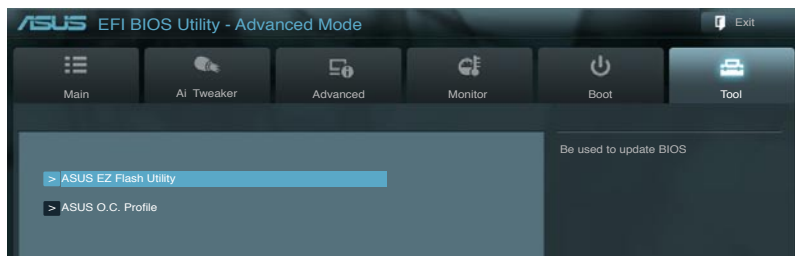 ASUS EFI BIOS Utility - Advanced Mode
Exit
Main
Ai Tweaker
Advanced
Monitor
Boot
Tool
Be used to update BIOS
> ASUS EZ Flash Utility
> ASUS O.C. Profile